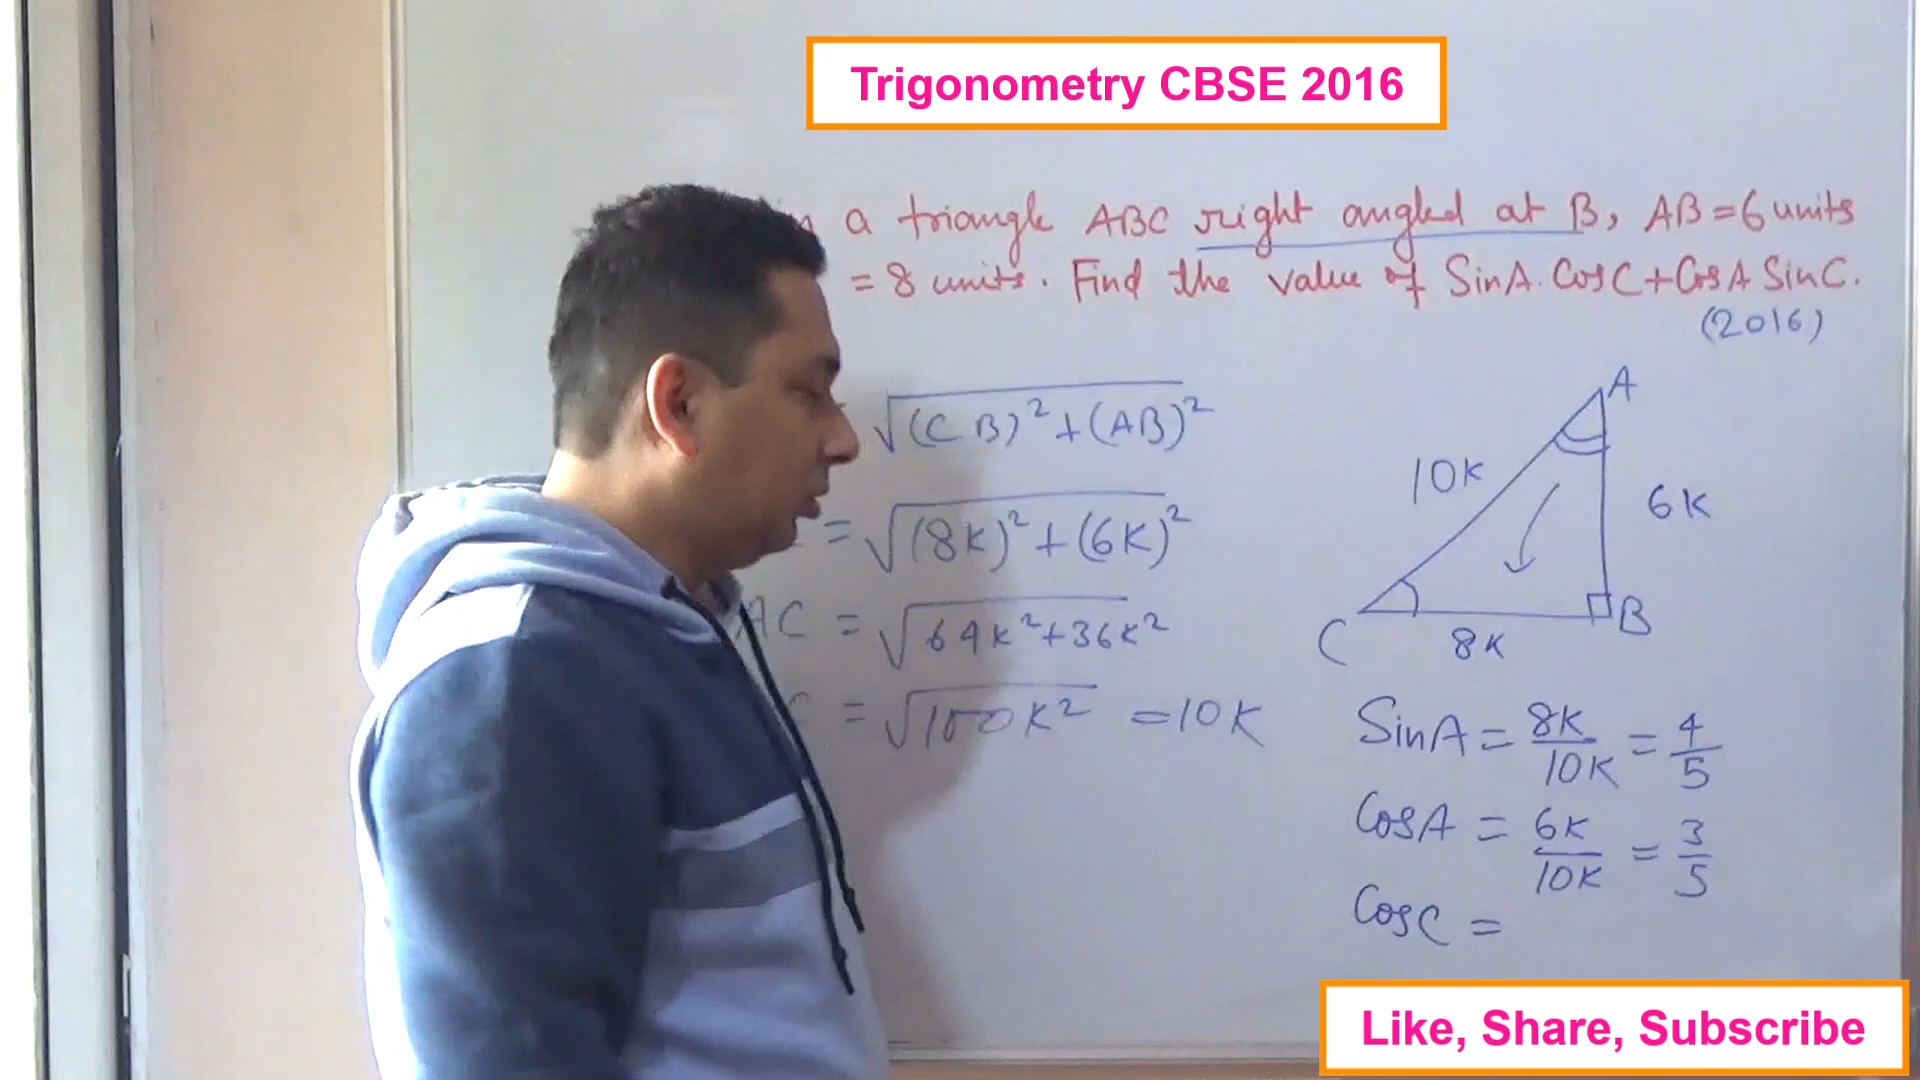 Trigonometry CBSE 2016
a triangle ABC right angled at B, AB = 6 units
= 8 units. Find the value of SinA. CosC + CosA SinC.
(2016)
√(CB)² + (AB)²
= √(8K)² + (6K)²
AC = √64K² + 36K²
C = √100K² = 10K
A
10K
6K
C
B
8K
SinA = 8K/10K = 4/5
CosA = 6K/10K = 3/5
CosC =
Like, Share, Subscribe